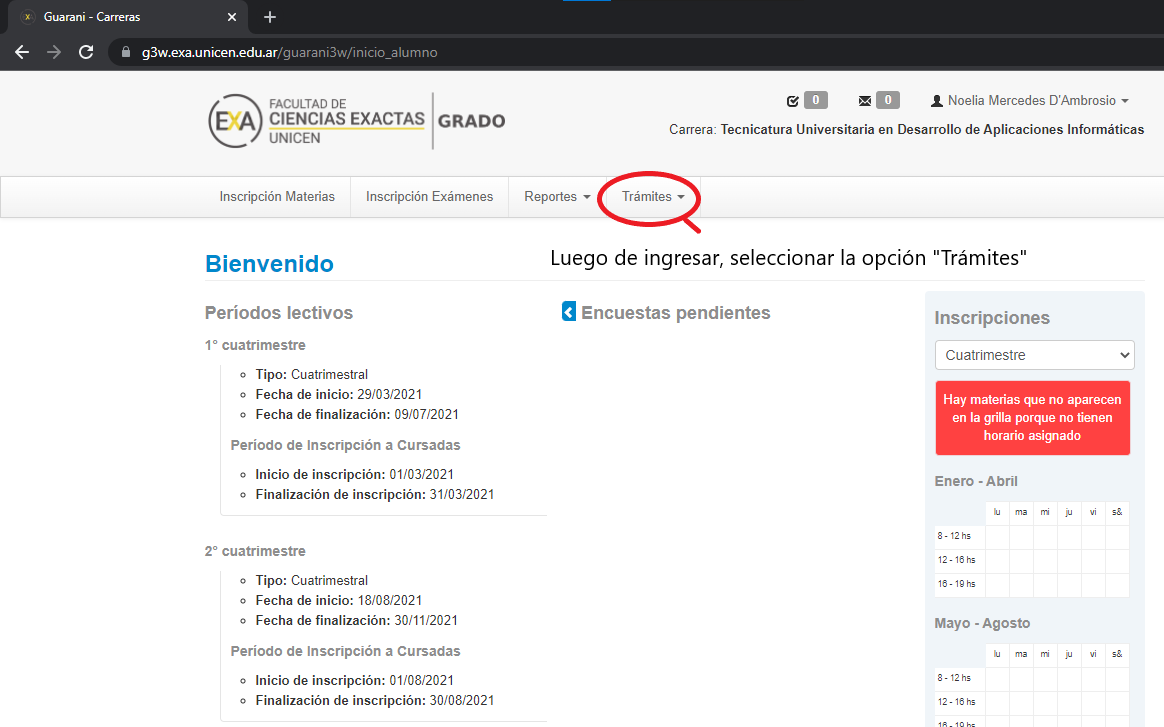 Guarani - Carreras
g3w.exa.unicen.edu.ar/guarani3w/inicio_alumno
EXA
FACULTAD DE
CIENCIAS EXACTAS
UNICEN
GRADO
0
0
Noelia Mercedes D'Ambrosio
Carrera: Tecnicatura Universitaria en Desarrollo de Aplicaciones Informáticas
Inscripción Materias
Inscripción Exámenes
Reportes
Trámites
Bienvenido
Luego de ingresar, seleccionar la opción "Trámites"
Períodos lectivos
1° cuatrimestre
Tipo: Cuatrimestral
Fecha de inicio: 29/03/2021
Fecha de finalización: 09/07/2021
Período de Inscripción a Cursadas
Inicio de inscripción: 01/03/2021
Finalización de inscripción: 31/03/2021
2° cuatrimestre
Tipo: Cuatrimestral
Fecha de inicio: 18/08/2021
Fecha de finalización: 30/11/2021
Periodo de Inscripción a Cursadas
Inicio de inscripción: 01/08/2021
Finalización de inscripción: 30/08/2021
Encuestas pendientes
Inscripciones
Cuatrimestre
Hay materias que no aparecen
en la grilla porque no tienen
horario asignado
Enero - Abril
lu ma mi ju vi s&
8 - 12 hs
12 - 16 hs
16 - 19 hs
Mayo - Agosto
lu ma mi ju vi s&
8 - 12 hs
12 - 16 hs
16 - 19 hs